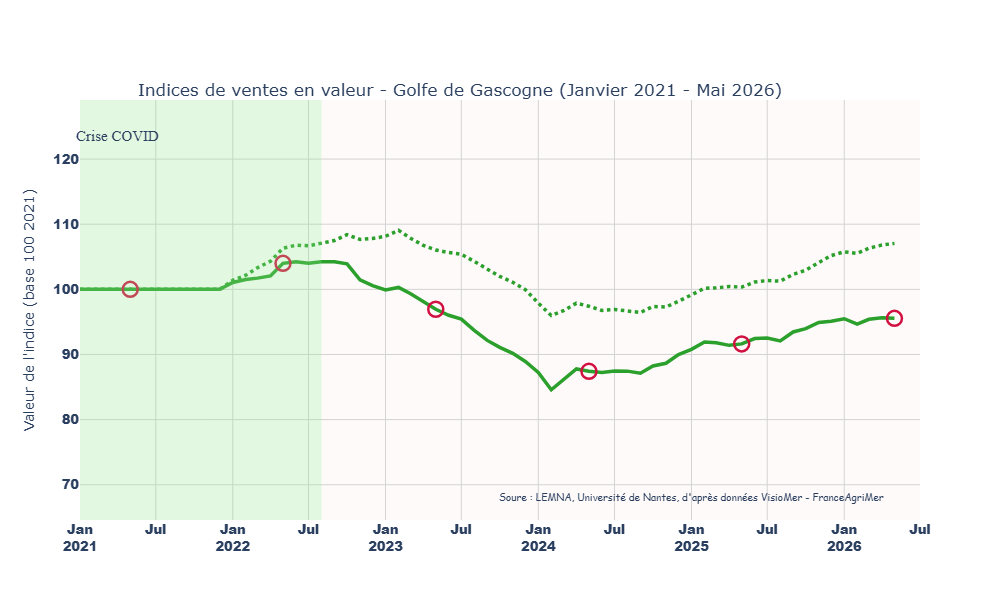 Indices de ventes en valeur - Golfe de Gascogne (Janvier 2021 - Mai 2026)
Crise COVID
Valeur de l'indice (base 100 2021)
120
110
100
90
80
70
Soure : LEMNA, Université de Nantes, d'après données VisioMer - FranceAgriMer
Jan Jul Jan Jul Jan Jul Jan Jul Jan Jul Jan Jul
2021 2022 2023 2024 2025 2026